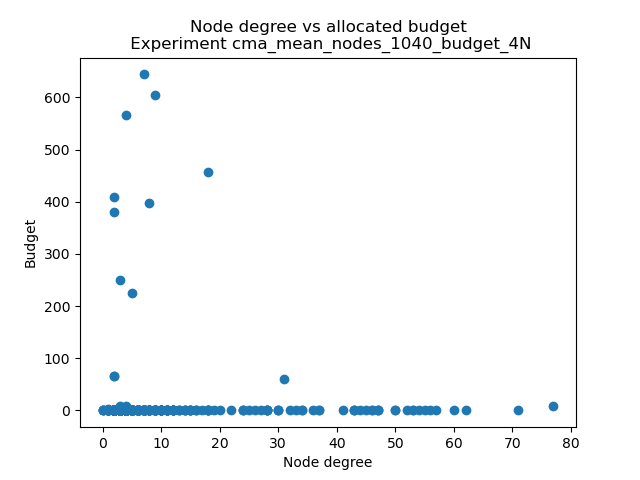 Node degree vs allocated budget
Experiment cma_mean_nodes_1040_budget_4N
600
500
400
300
200
100
0
Budget
0 10 20 30 40 50 60 70 80
Node degree